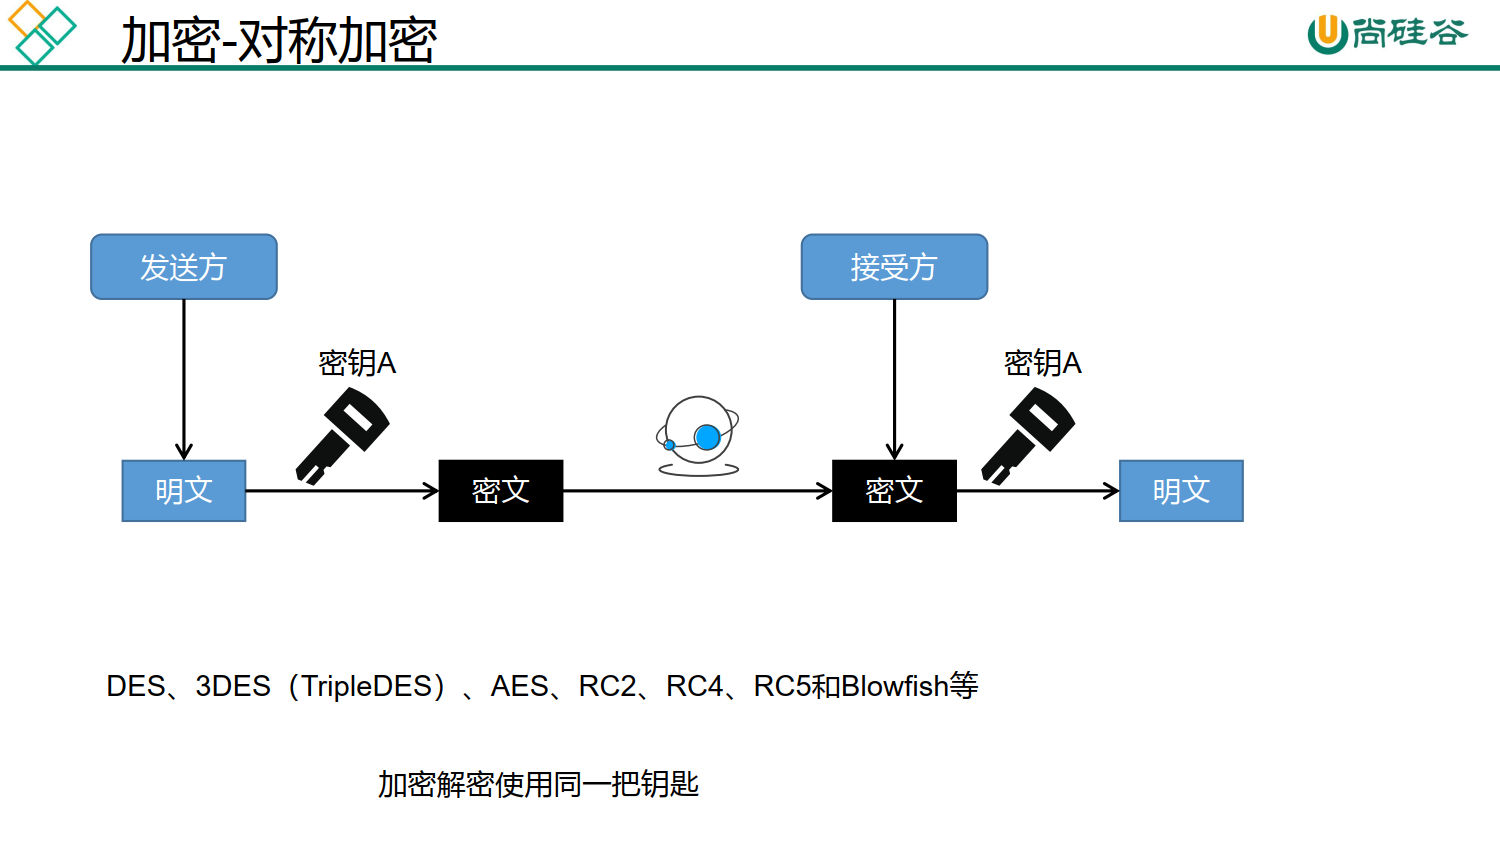 加密-对称加密
尚硅谷
发送方
接受方
密钥A
密钥A
明文
密文
密文
明文
DES、3DES（TripleDES）、AES、RC2、RC4、RC5和Blowfish等
加密解密使用同一把钥匙